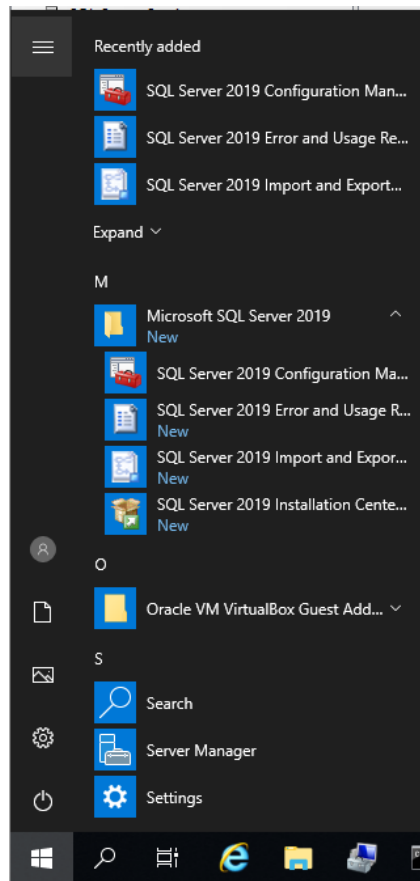 Recently added
SQL Server 2019 Configuration Man...
SQL Server 2019 Error and Usage Re...
SQL Server 2019 Import and Export...
Expand
M
Microsoft SQL Server 2019
New
SQL Server 2019 Configuration Ma...
SQL Server 2019 Error and Usage R...
New
SQL Server 2019 Import and Expor...
New
SQL Server 2019 Installation Cente...
New
O
Oracle VM VirtualBox Guest Add...
S
Search
Server Manager
Settings